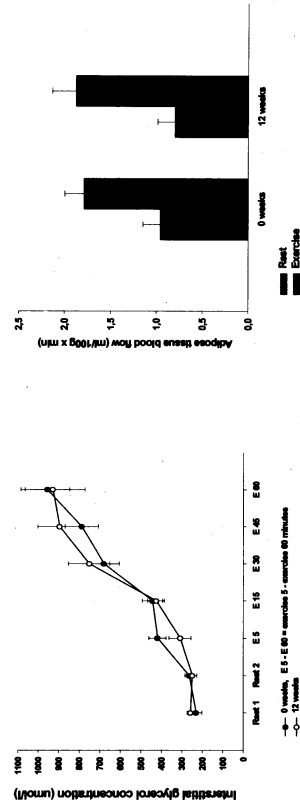 Interstitial glycerol concentration (umol/l)
1000
900
800
700
600
500
400
300
200
100
0
Rest 1
Rest 2
E 5
E 15
E 30
E 45
E 60
0 weeks, E 5 - E 60 = exercise 5 - exercise 60 minutes
12 weeks
Adipose tissue blood flow (ml/100g x min)
2,5
2,0
1,5
1,0
0,5
0,0
0 weeks
12 weeks
Rest
Exercise